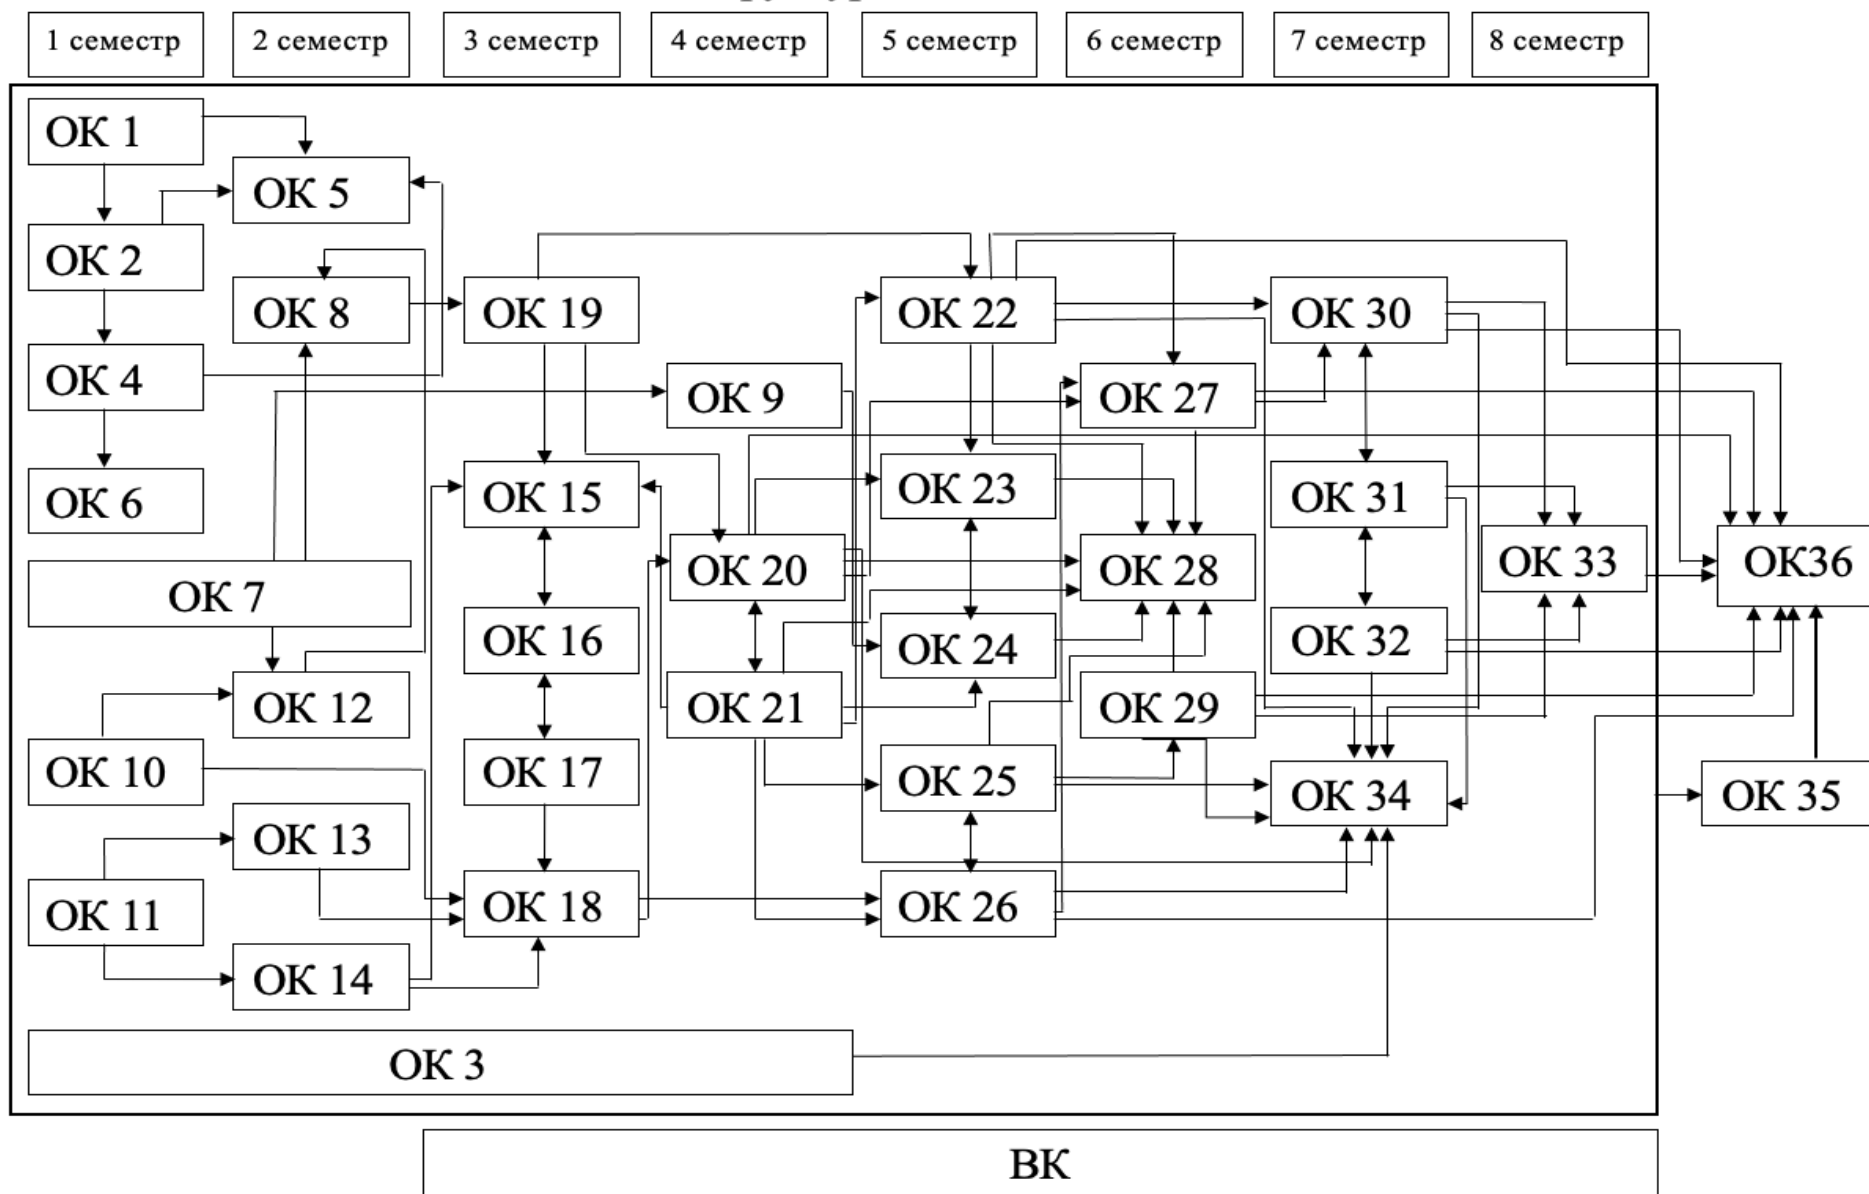 1 семестр
2 семестр
3 семестр
4 семестр
5 семестр
6 семестр
7 семестр
8 семестр
ОК 1
ОК 5
ОК 2
ОК 8
ОК 19
ОК 22
ОК 30
ОК 4
ОК 9
ОК 27
ОК 6
ОК 15
ОК 23
ОК 31
ОК 20
ОК 28
ОК 33
ОК36
ОК 7
ОК 16
ОК 24
ОК 32
ОК 12
ОК 21
ОК 29
ОК 10
ОК 17
ОК 25
ОК 34
ОК 35
ОК 13
ОК 11
ОК 18
ОК 26
ОК 14
ОК 3
ВК